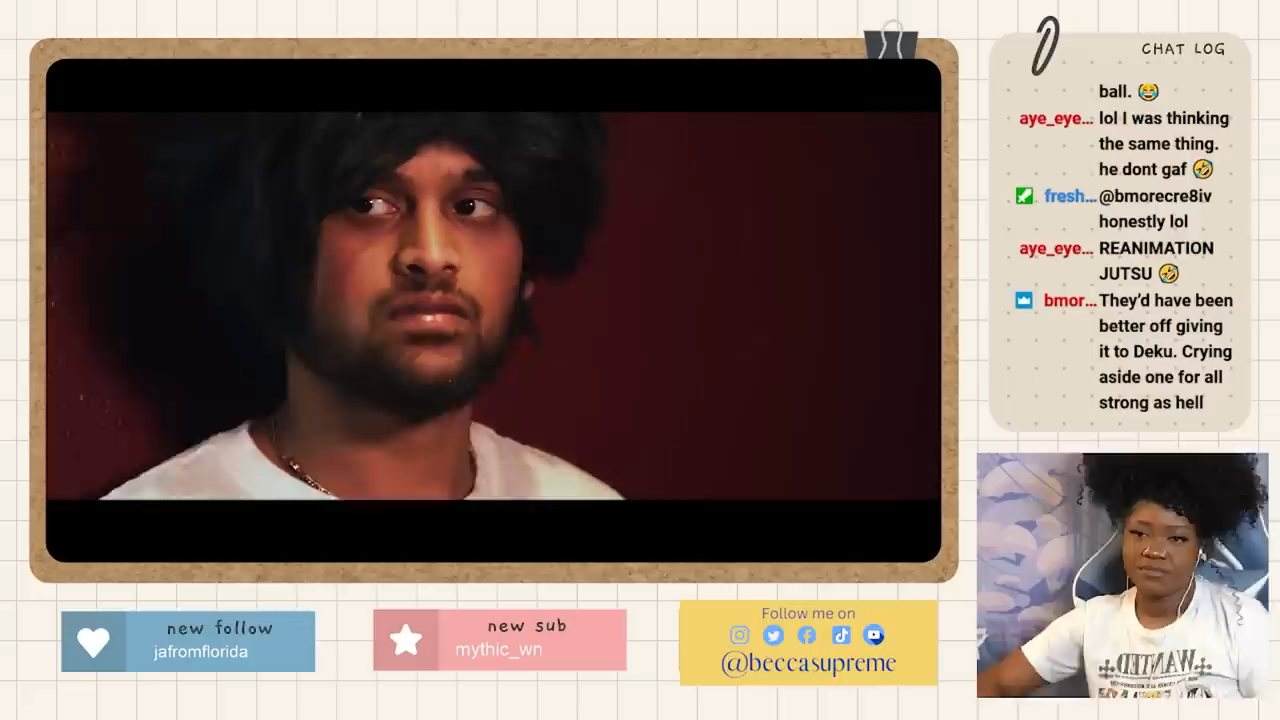 CHAT LOG
ball. 😂
aye_eye... lol I was thinking
the same thing.
he dont gaf 🤣
fresh... @bmorecre8iv
honestly lol
aye_eye... REANIMATION
JUTSU 🤣
bmor... They'd have been
better off giving
it to Deku. Crying
aside one for all
strong as hell
WANTED
new follow
jafromflorida
new sub
mythic_wn
Follow me on
@beccasupreme